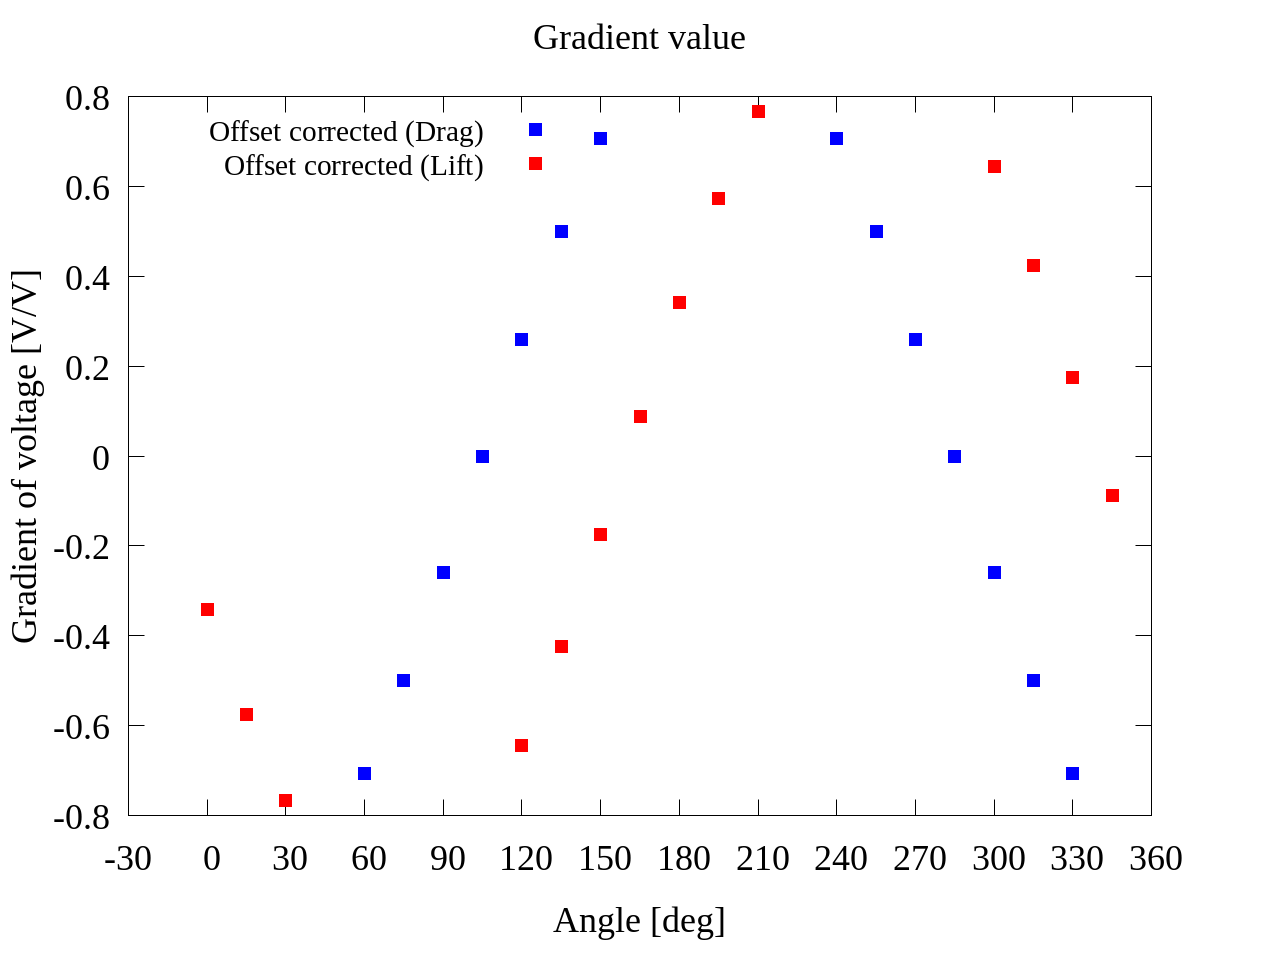 Gradient value
Offset corrected (Drag)
Offset corrected (Lift)
Gradient of voltage [V/V]
0.8
0.6
0.4
0.2
0
-0.2
-0.4
-0.6
-0.8
-30 0 30 60 90 120 150 180 210 240 270 300 330 360
Angle [deg]